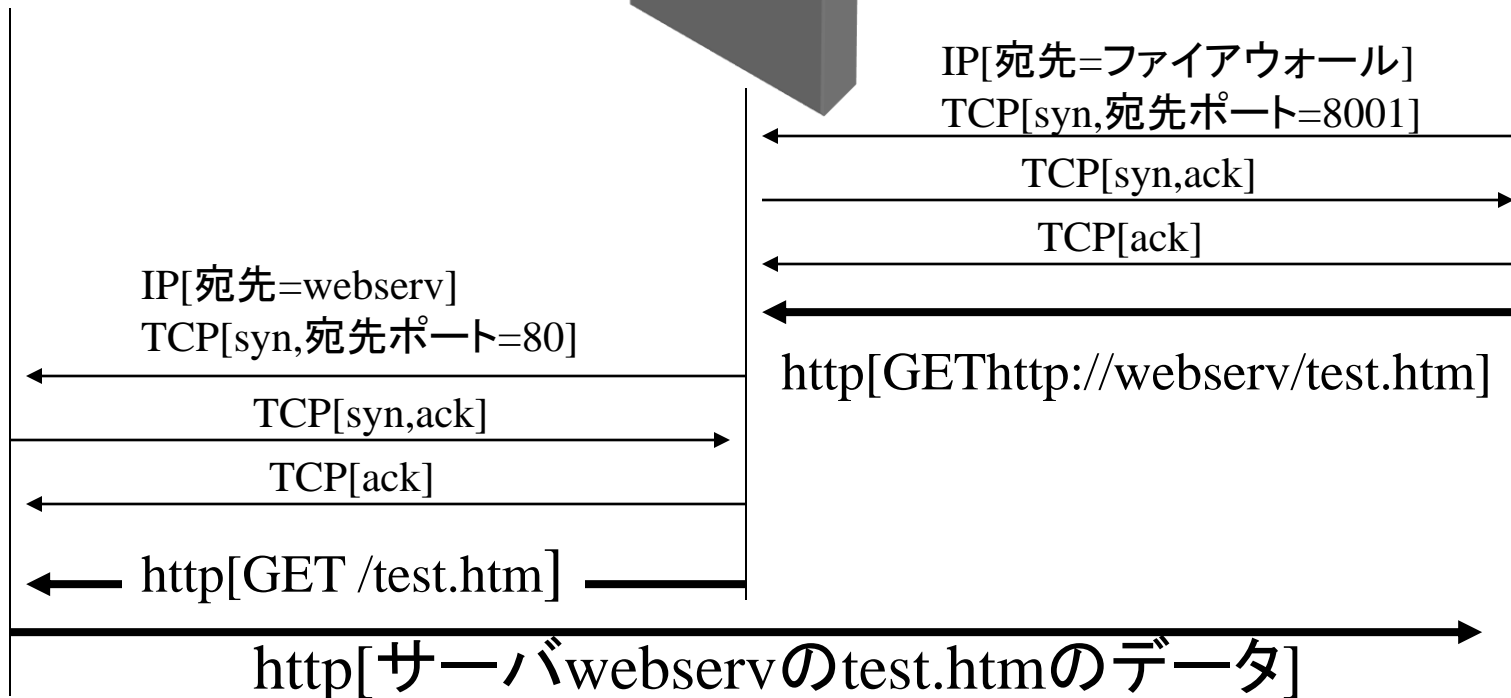 IP[宛先=ファイアウォール]
TCP[syn,宛先ポート=8001]
TCP[syn,ack]
TCP[ack]
http[GEThttp://webserv/test.htm]
IP[宛先=webserv]
TCP[syn,宛先ポート=80]
TCP[syn,ack]
TCP[ack]
http[GET /test.htm]
http[サーバwebservのtest.htmのデータ]